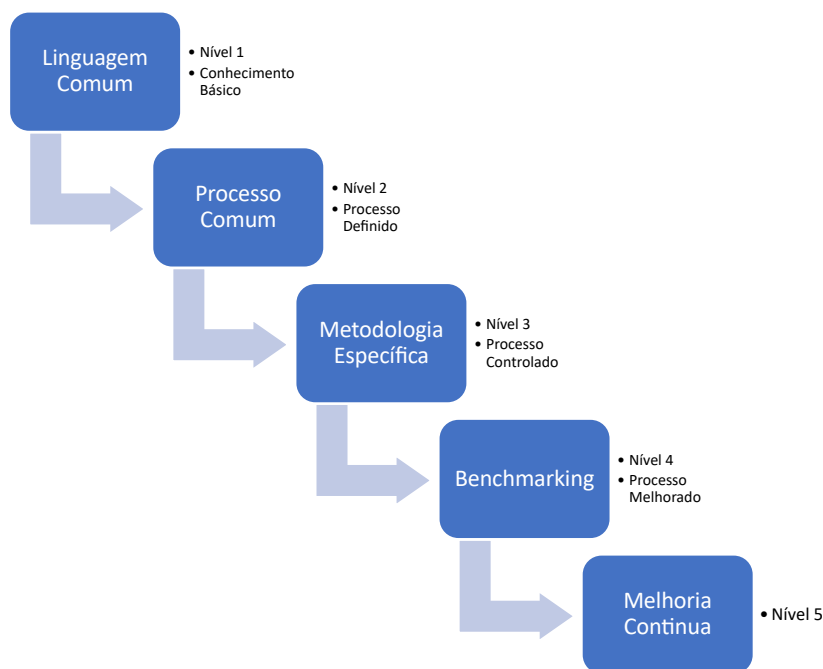 Linguagem
Comum
• Nível 1
• Conhecimento
Básico
Processo
Comum
• Nível 2
• Processo
Definido
Metodologia
Específica
• Nível 3
• Processo
Controlado
Benchmarking
• Nível 4
• Processo
Melhorado
Melhoria
Continua
• Nível 5